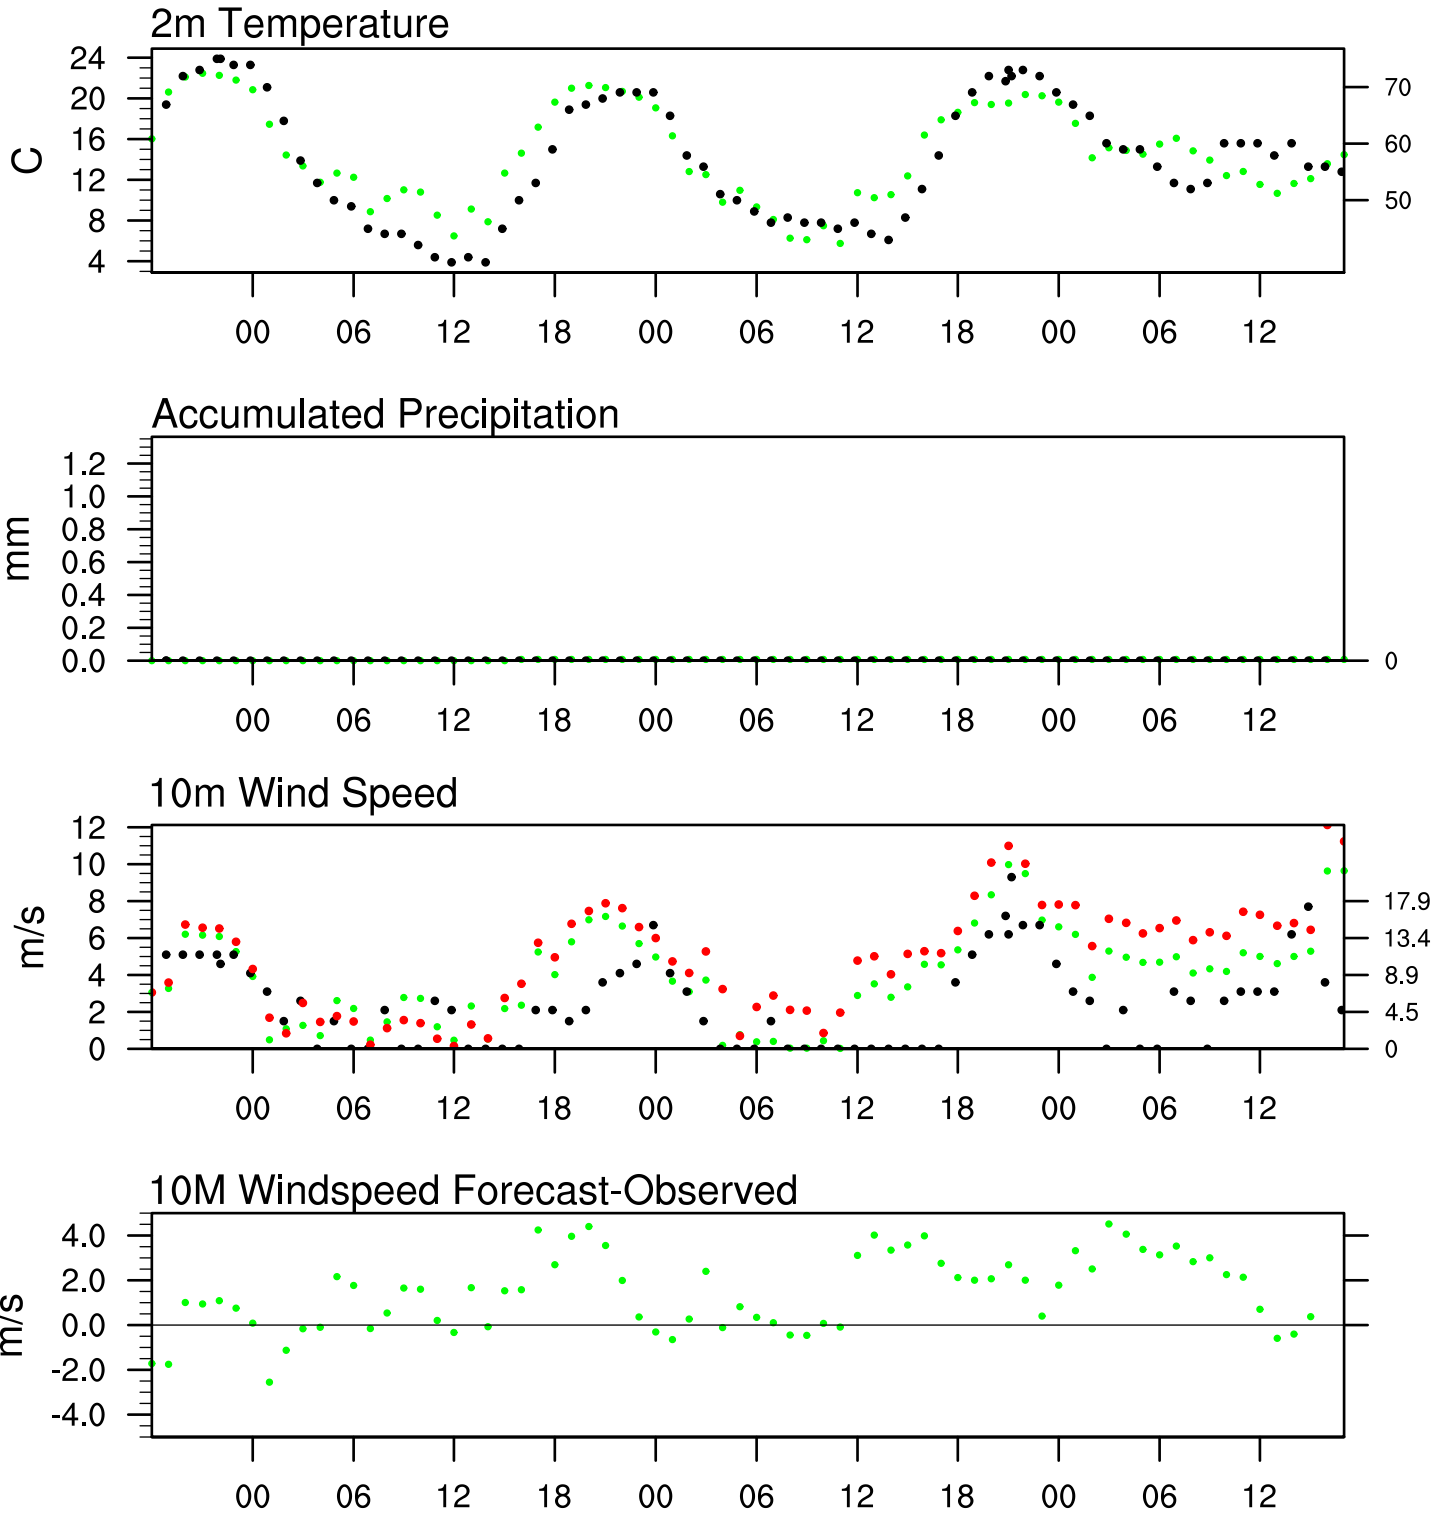 2m Temperature
24
20
16
12
8
4
C
70
60
50
00 06 12 18 00 06 12 18 00 06 12
Accumulated Precipitation
1.2
1.0
0.8
0.6
0.4
0.2
0.0
mm
0
00 06 12 18 00 06 12 18 00 06 12
10m Wind Speed
12
10
8
6
4
2
0
m/s
17.9
13.4
8.9
4.5
0
00 06 12 18 00 06 12 18 00 06 12
10M Windspeed Forecast-Observed
4.0
2.0
0.0
-2.0
-4.0
m/s
00 06 12 18 00 06 12 18 00 06 12